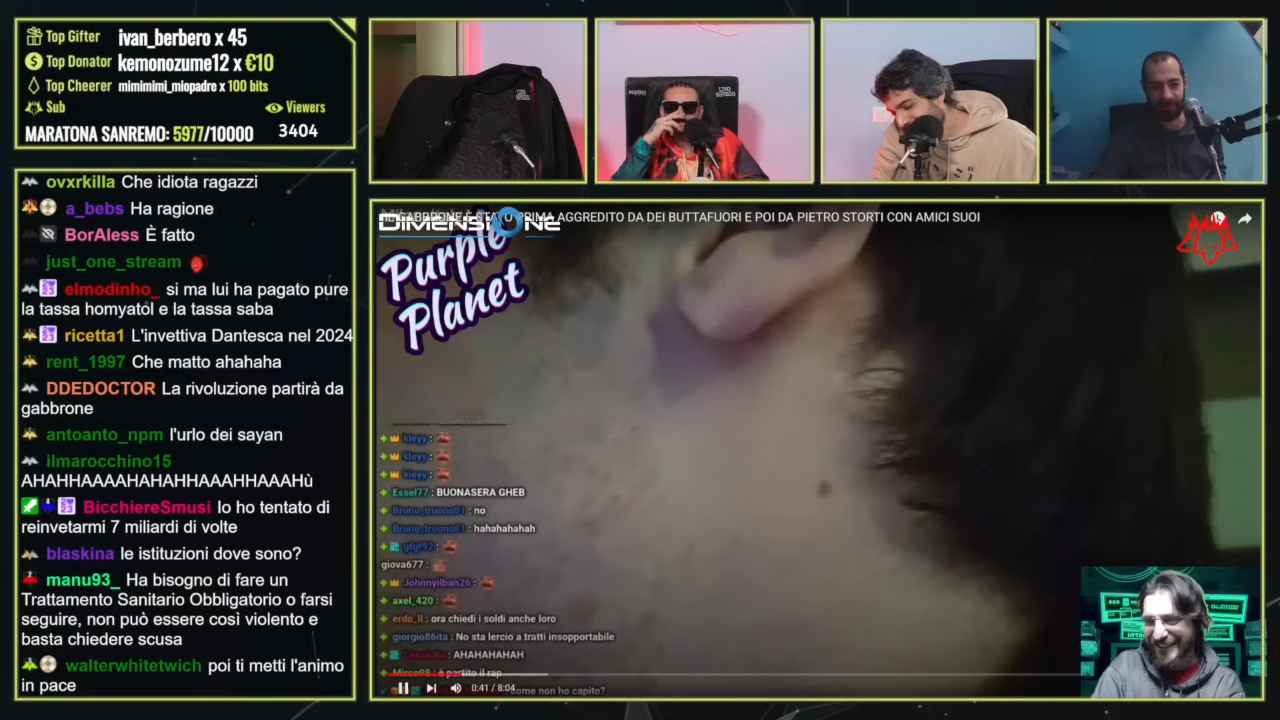 Top Gifter ivan_berbero x 45
Top Donator kemonozume12 x €10
Top Cheerer mimimimi_miopadre x 100 bits
Sub Viewers
MARATONA SANREMO: 5977/10000 3404
ovxrkilla Che idiota ragazzi
a_bebs Ha ragione
BorAless È fatto
just_one_stream
elmodinho_ si ma lui ha pagato pure
la tassa homyatol e la tassa saba
ricetta1 L'invettiva Dantesca nel 2024
rent_1997 Che matto ahahaha
DDEDOCTOR La rivoluzione partirà da
gabbrone
antoanto_npm l'urlo dei sayan
ilmarocchino15
AHAHHAAAAHAHAHHAAAHHAAAHù
BicchiereSmusi Io ho tentato di
reinvetarmi 7 miliardi di volte
blaskina le istituzioni dove sono?
manu93_ Ha bisogno di fare un
Trattamento Sanitario Obbligatorio o farsi
seguire, non può essere così violento e
basta chiedere scusa
walterwhitetwich poi ti metti l'animo
in pace
PRIMA AGGREDITO DA DEI BUTTAFUORI E POI DA PIETRO STORTI CON AMICI SUOI
DIMENSIONE
Purple
Planet
kleyy :
kleyy :
kleyy :
Essel77 : BUONASERA GHEB
Bruno_truono01 : no
Bruno_truono01 : hahahahahah
gfgf92 :
giova677 :
Johnnyilban26 :
axel_420 :
erdo_ll : ora chiedi i soldi anche loro
giorgio86ita : No sta lercio a tratti insopportabile
: AHAHAHAHAH
Mirco98 : è partito il rap
come non ho capito?
0:41 / 8:04